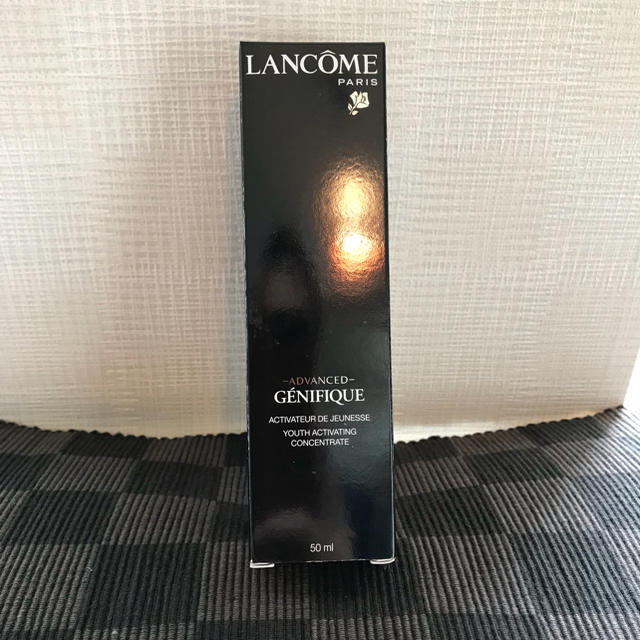 LANCÔME
PARIS
–ADVANCED–
GÉNIFIQUE
ACTIVATEUR DE JEUNESSE
YOUTH ACTIVATING
CONCENTRATE
50 ml